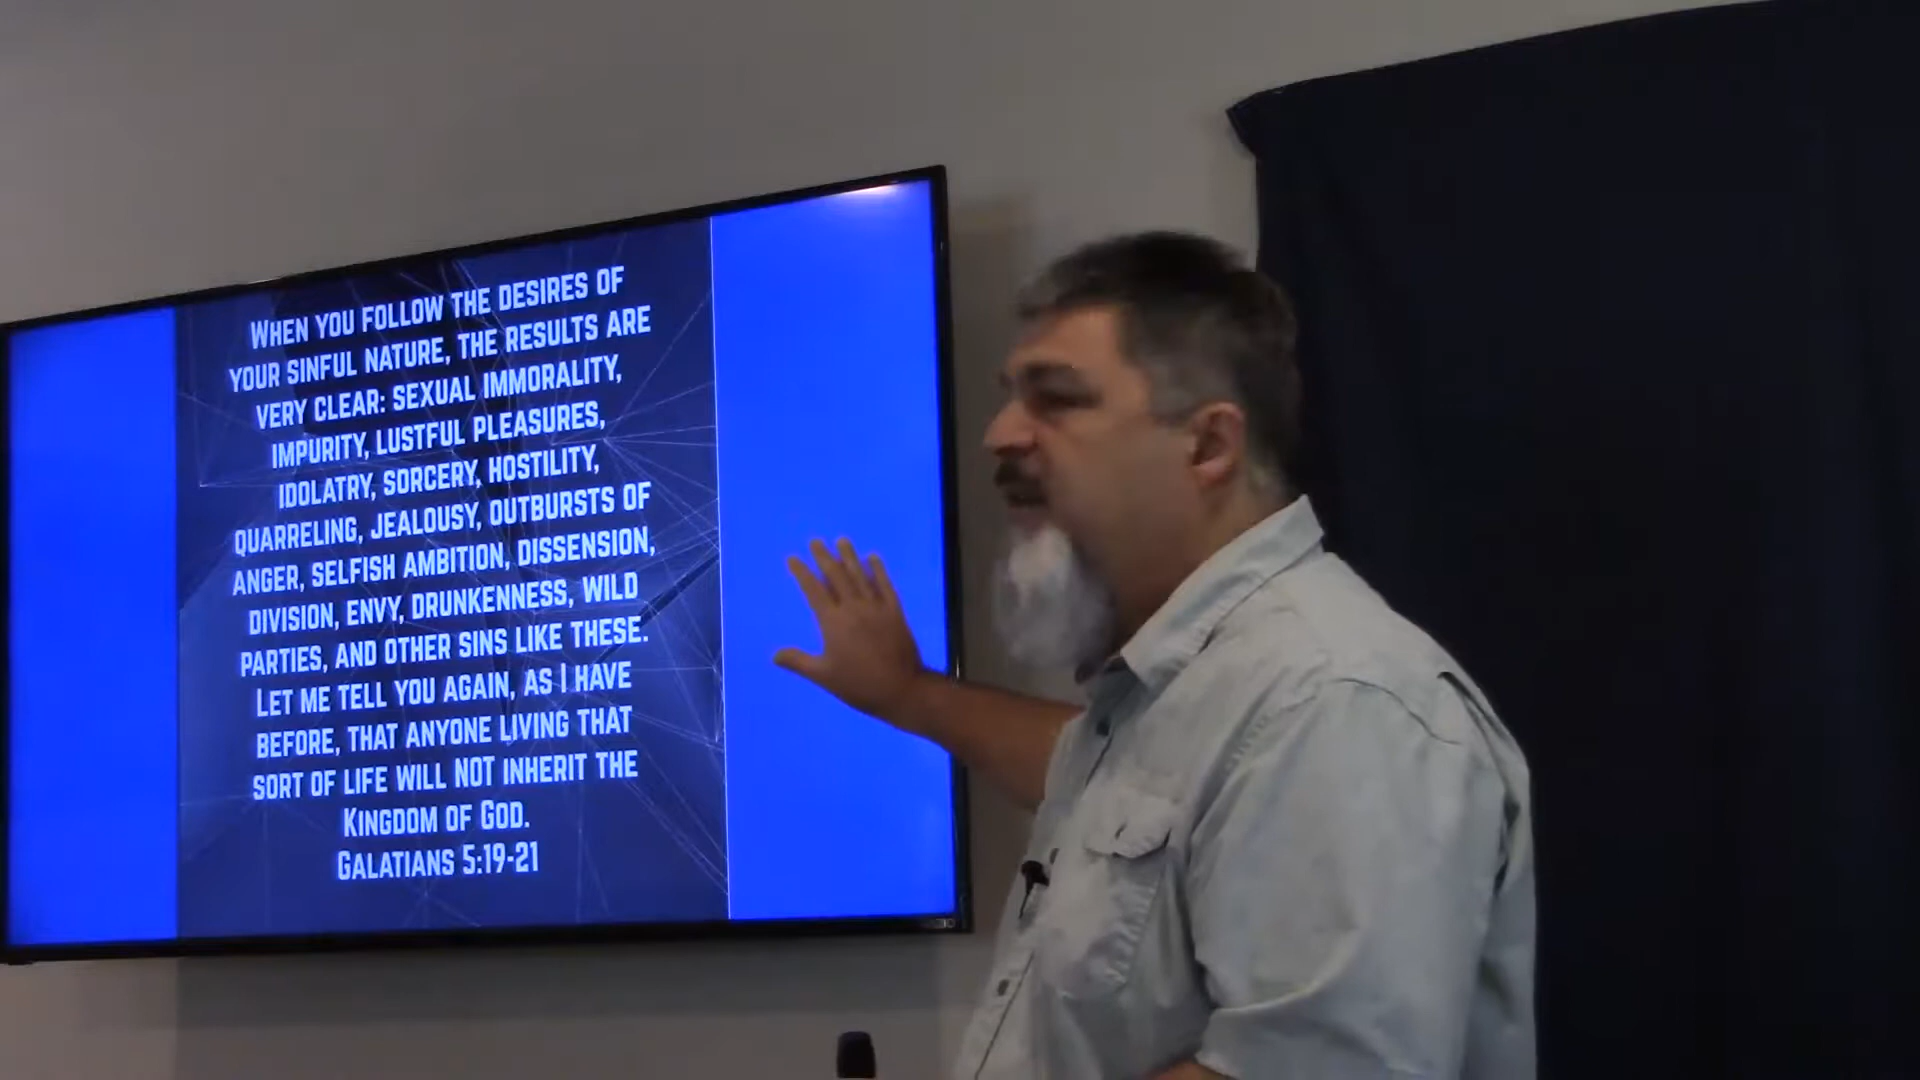 When you follow the desires of
your sinful nature, the results are
very clear: sexual immorality,
impurity, lustful pleasures,
idolatry, sorcery, hostility,
quarreling, jealousy, outbursts of
anger, selfish ambition, dissension,
division, envy, drunkenness, wild
parties, and other sins like these.
Let me tell you again, as I have
before, that anyone living that
sort of life will NOT inherit the
Kingdom of God.
Galatians 5:19-21